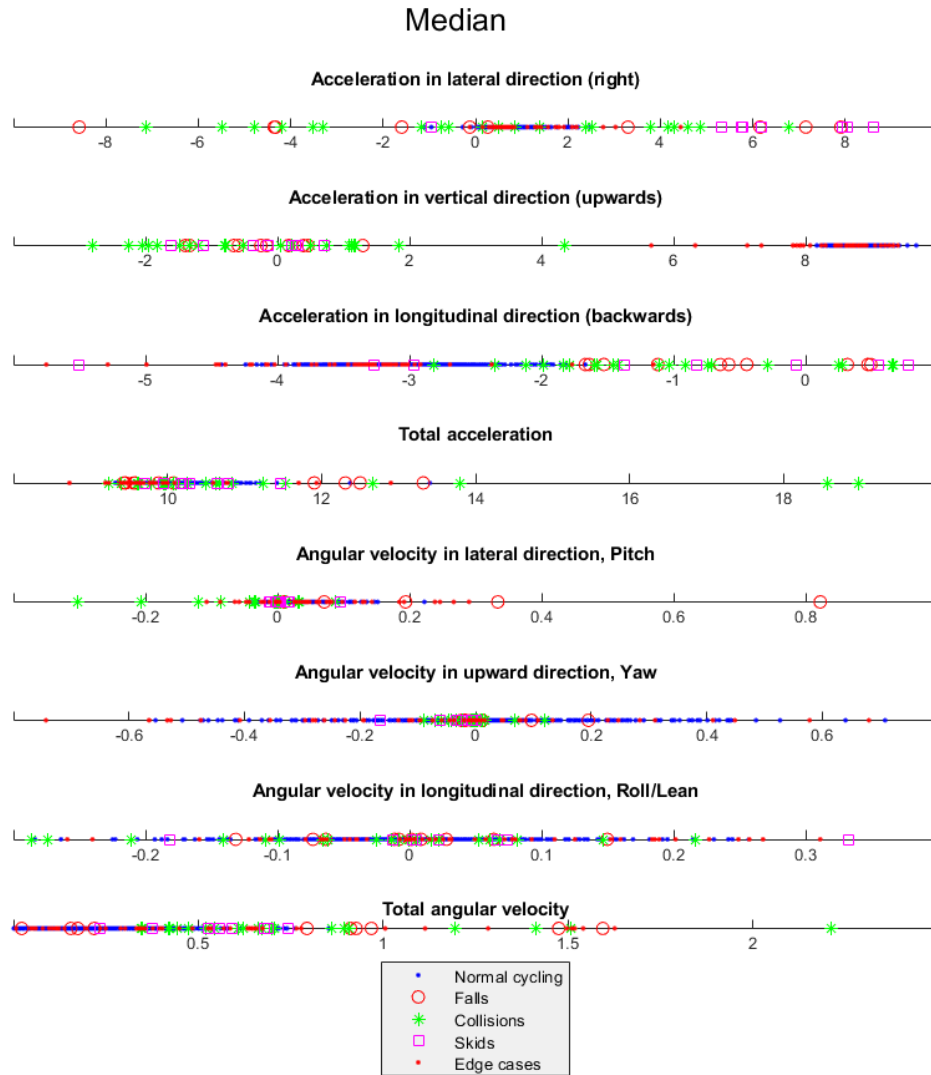 Median
Acceleration in lateral direction (right)
-8 -6 -4 -2 0 2 4 6 8
Acceleration in vertical direction (upwards)
-2 0 2 4 6 8
Acceleration in longitudinal direction (backwards)
-5 -4 -3 -2 -1 0
Total acceleration
10 12 14 16 18
Angular velocity in lateral direction, Pitch
-0.2 0 0.2 0.4 0.6 0.8
Angular velocity in upward direction, Yaw
-0.6 -0.4 -0.2 0 0.2 0.4 0.6
Angular velocity in longitudinal direction, Roll/Lean
-0.2 -0.1 0 0.1 0.2 0.3
Total angular velocity
0.5 1 1.5 2
Normal cycling
Falls
Collisions
Skids
Edge cases